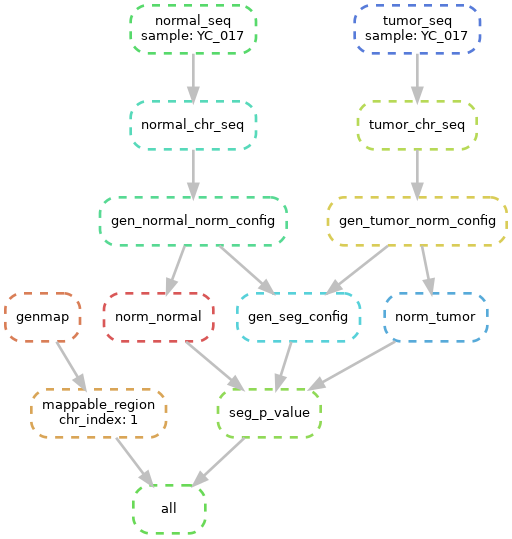 normal_seq
sample: YC_017
tumor_seq
sample: YC_017
normal_chr_seq
tumor_chr_seq
gen_normal_norm_config
gen_tumor_norm_config
genmap
norm_normal
gen_seg_config
norm_tumor
mappable_region
chr_index: 1
seg_p_value
all